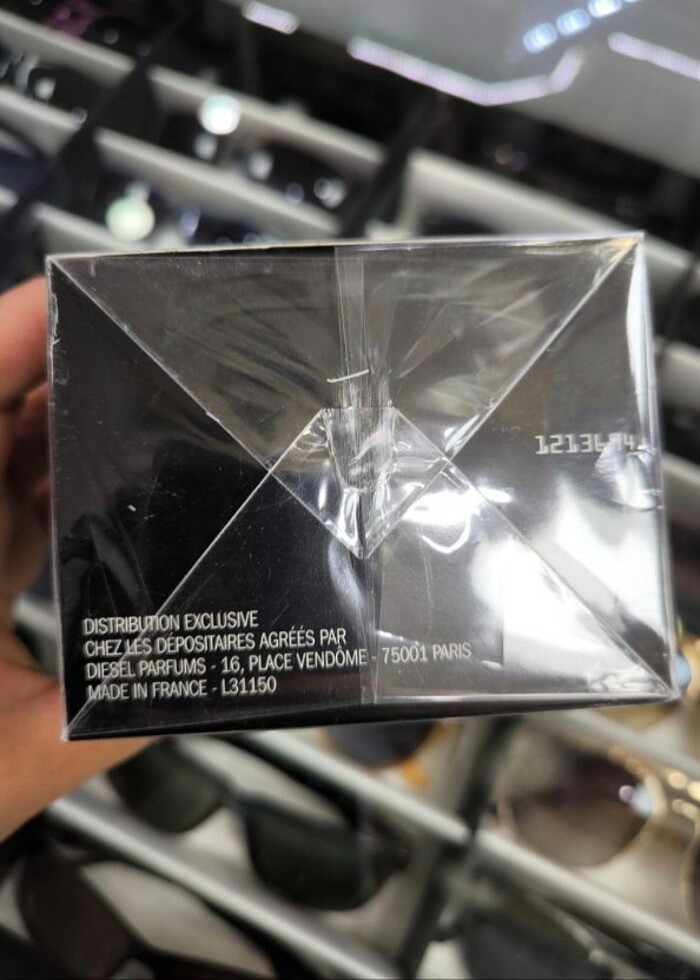 DISTRIBUTION EXCLUSIVE
CHEZ LES DÉPOSITAIRES AGRÉÉS PAR
DIESEL PARFUMS - 16, PLACE VENDÔME - 75001 PARIS
MADE IN FRANCE - L31150